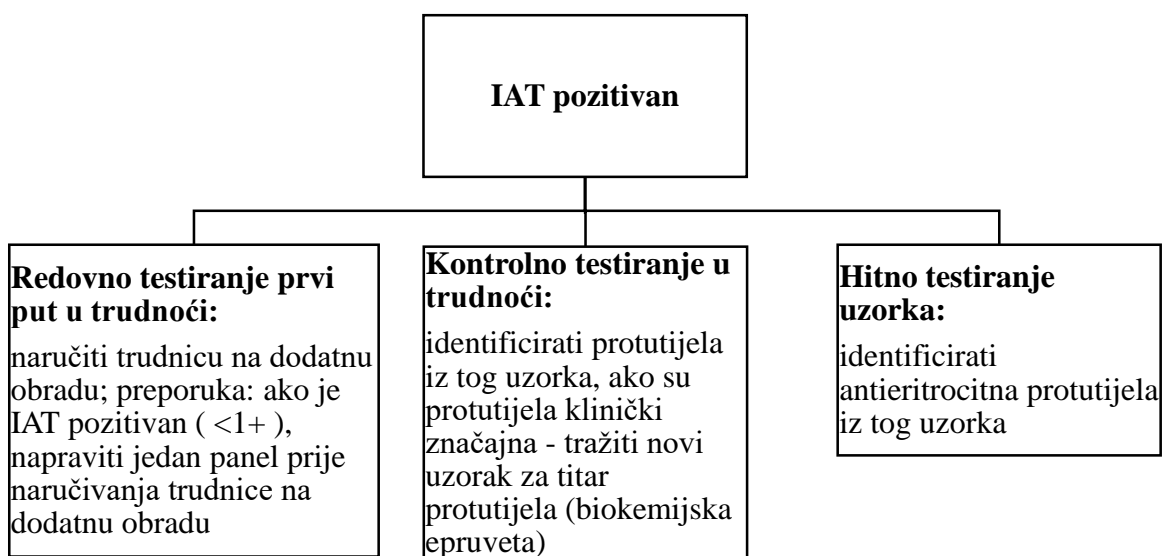 IAT pozitivan
Redovno testiranje prvi
put u trudnoći:
naručiti trudnicu na dodatnu
obradu; preporuka: ako je
IAT pozitivan ( <1+ ),
napraviti jedan panel prije
naručivanja trudnice na
dodatnu obradu
Kontrolno testiranje u
trudnoći:
identificirati protutijela
iz tog uzorka, ako su
protutijela klinički
značajna - tražiti novi
uzorak za titar
protutijela (biokemijska
epruveta)
Hitno testiranje
uzorka:
identificirati
antieritrocitna protutijela
iz tog uzorka